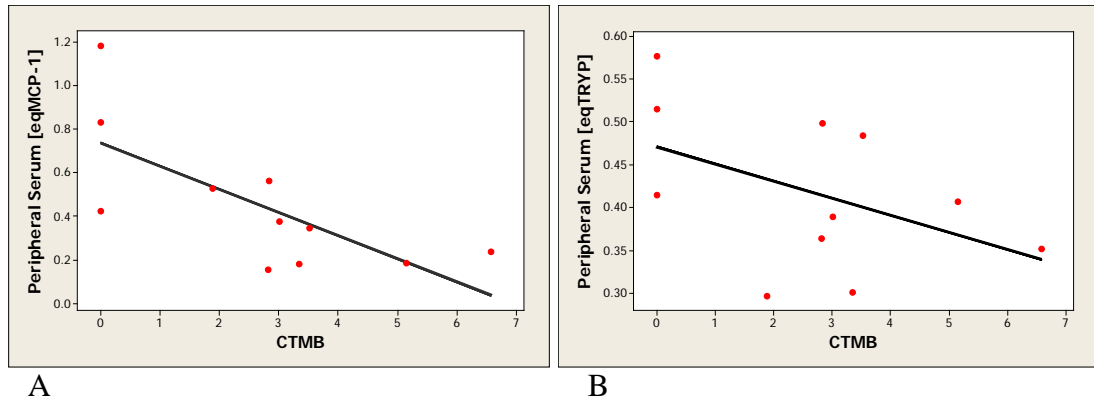 Peripheral Serum [eqMCP-1]
1.2
1.0
0.8
0.6
0.4
0.2
0.0
0 1 2 3 4 5 6 7
CTMB
A
Peripheral Serum [eqTRYP]
0.60
0.55
0.50
0.45
0.40
0.35
0.30
0 1 2 3 4 5 6 7
CTMB
B